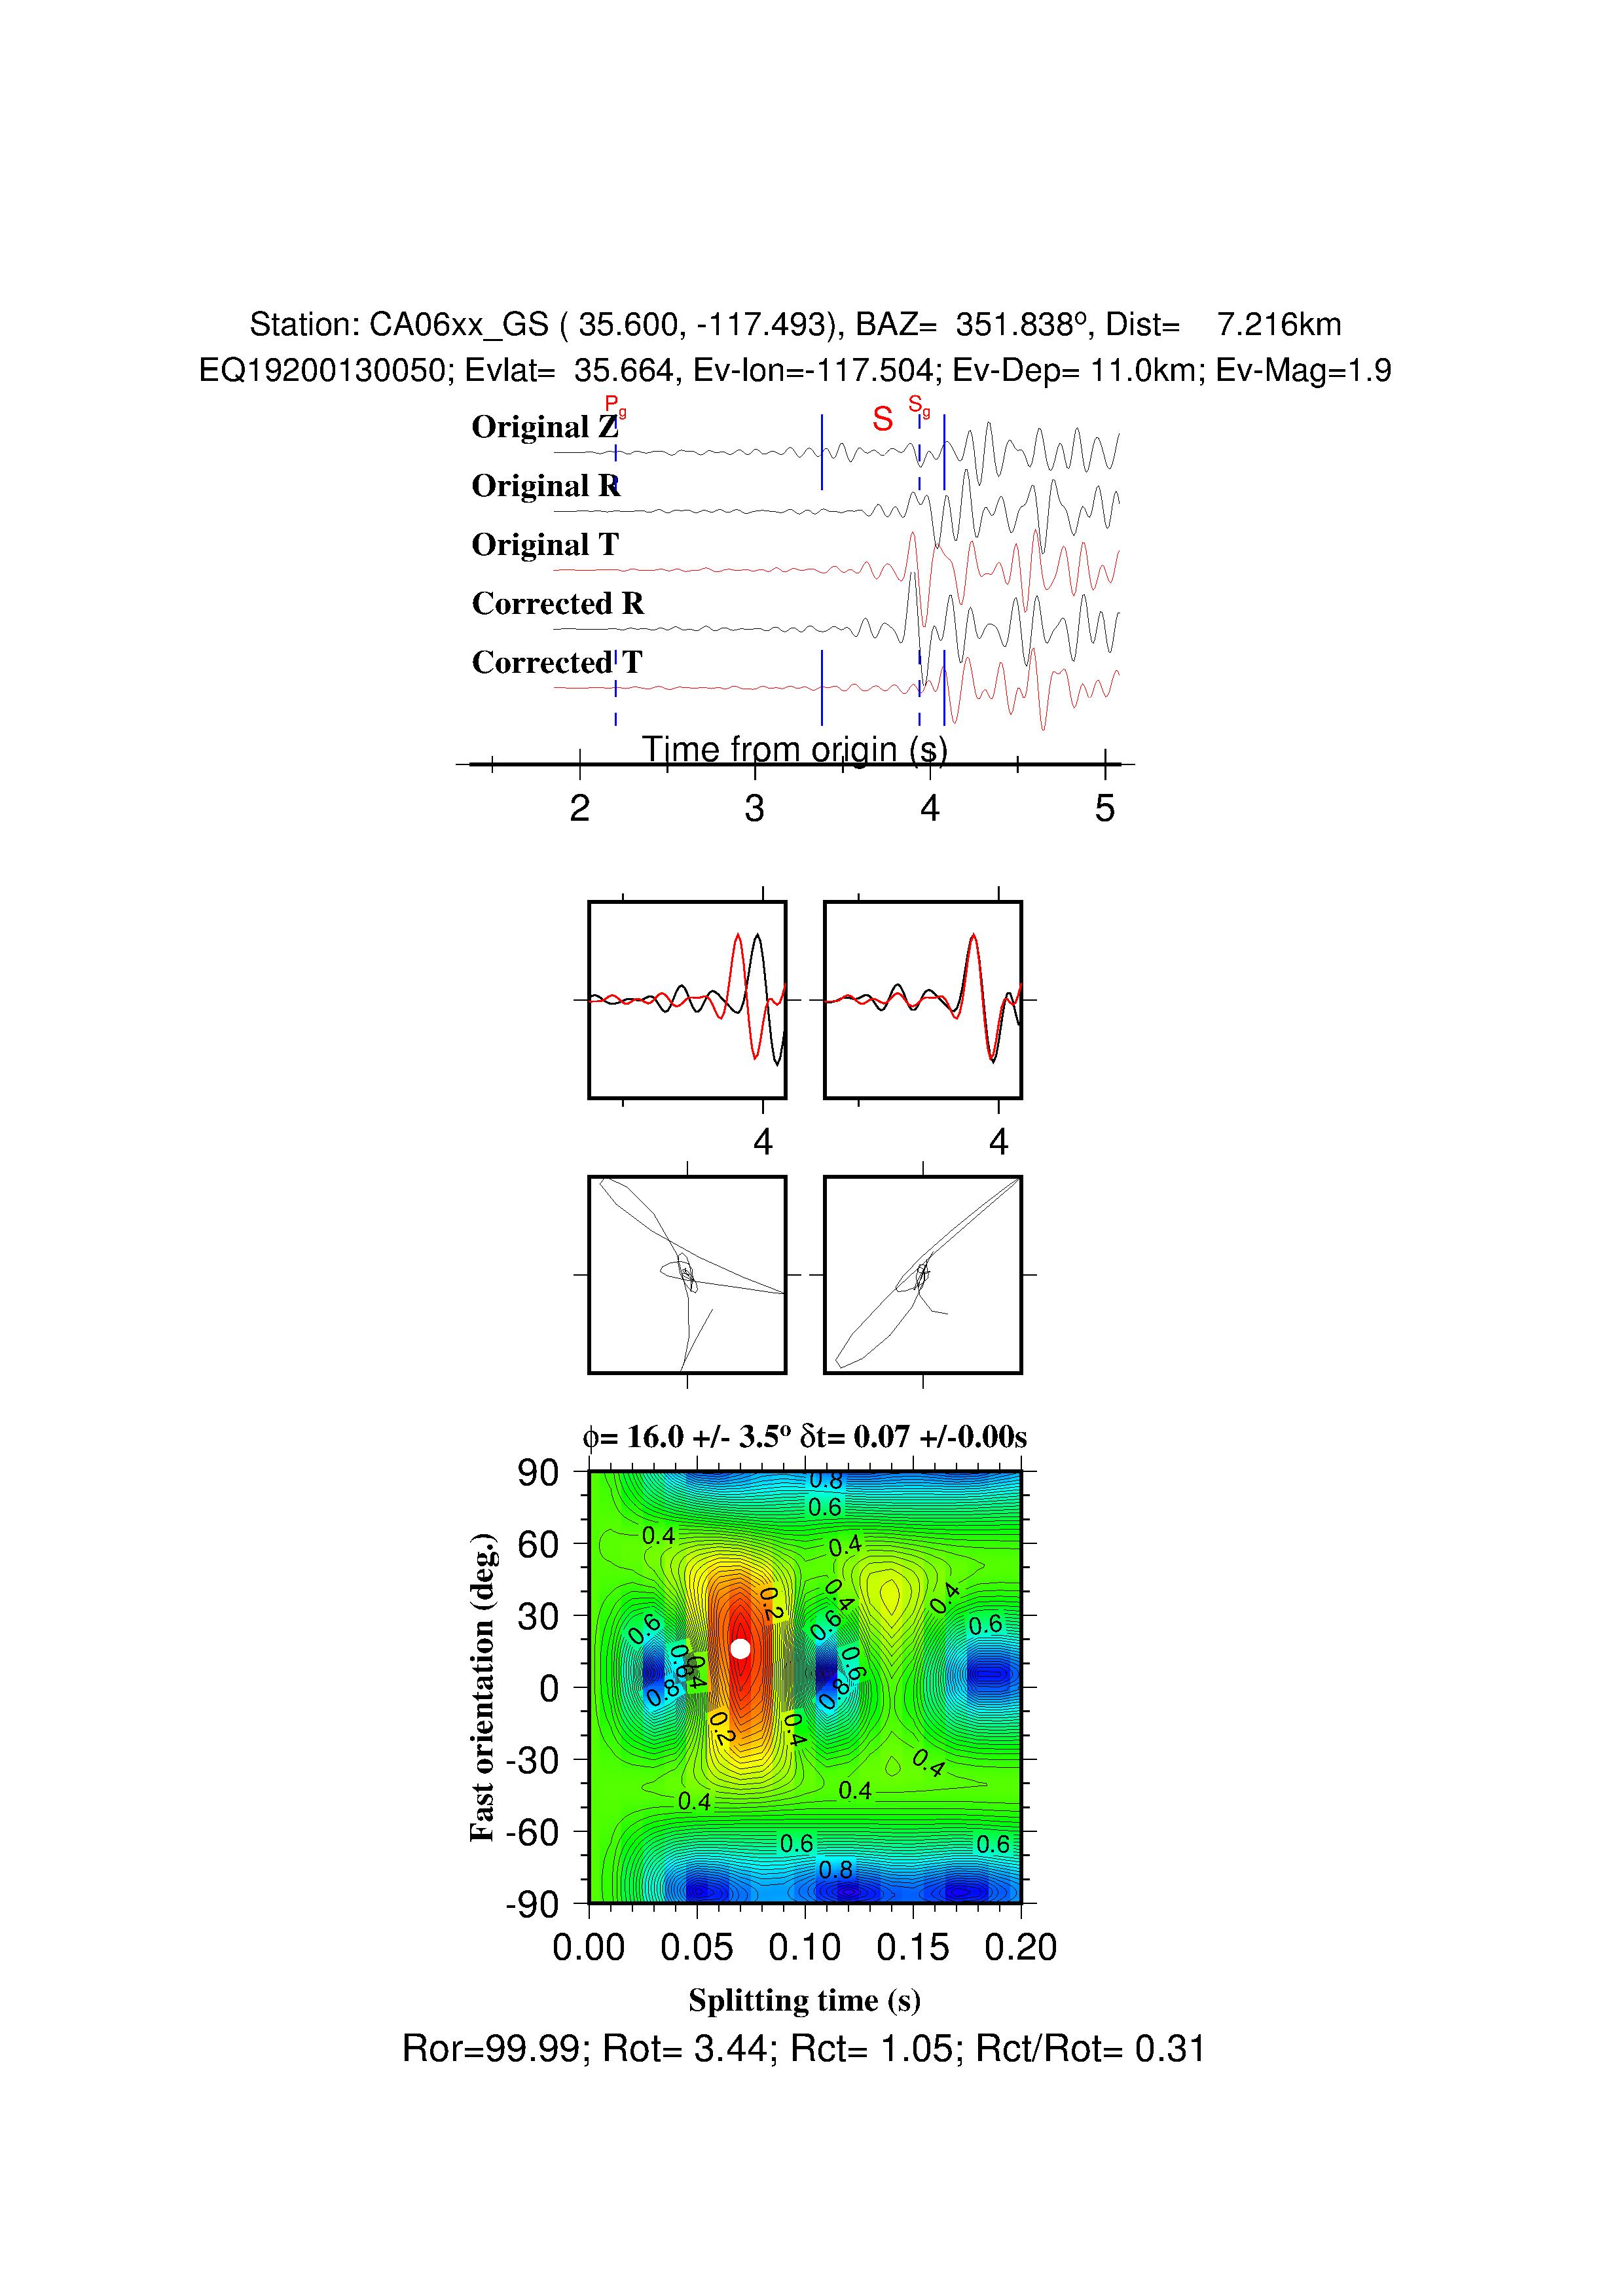 Station: CA06xx_GS ( 35.600, -117.493), BAZ= 351.838º, Dist= 7.216km
EQ19200130050; Evlat= 35.664, Ev-lon=-117.504; Ev-Dep= 11.0km; Ev-Mag=1.9
Pg S Sg
Original Z
Original R
Original T
Corrected R
Corrected T
Time from origin (s)
2 3 4 5
4 4
ϕ= 16.0 +/- 3.5º δt= 0.07 +/-0.00s
90
60
30
0
-30
-60
-90
Fast orientation (deg.)
0.8
0.6
0.4 0.4
0.2 0.4 0.4
0.6 0.6 0.6
0.6 0.4 0.6
0.8 0.8
0.2 0.4
0.4
0.4 0.4
0.6 0.6
0.8
0.00 0.05 0.10 0.15 0.20
Splitting time (s)
Ror=99.99; Rot= 3.44; Rct= 1.05; Rct/Rot= 0.31